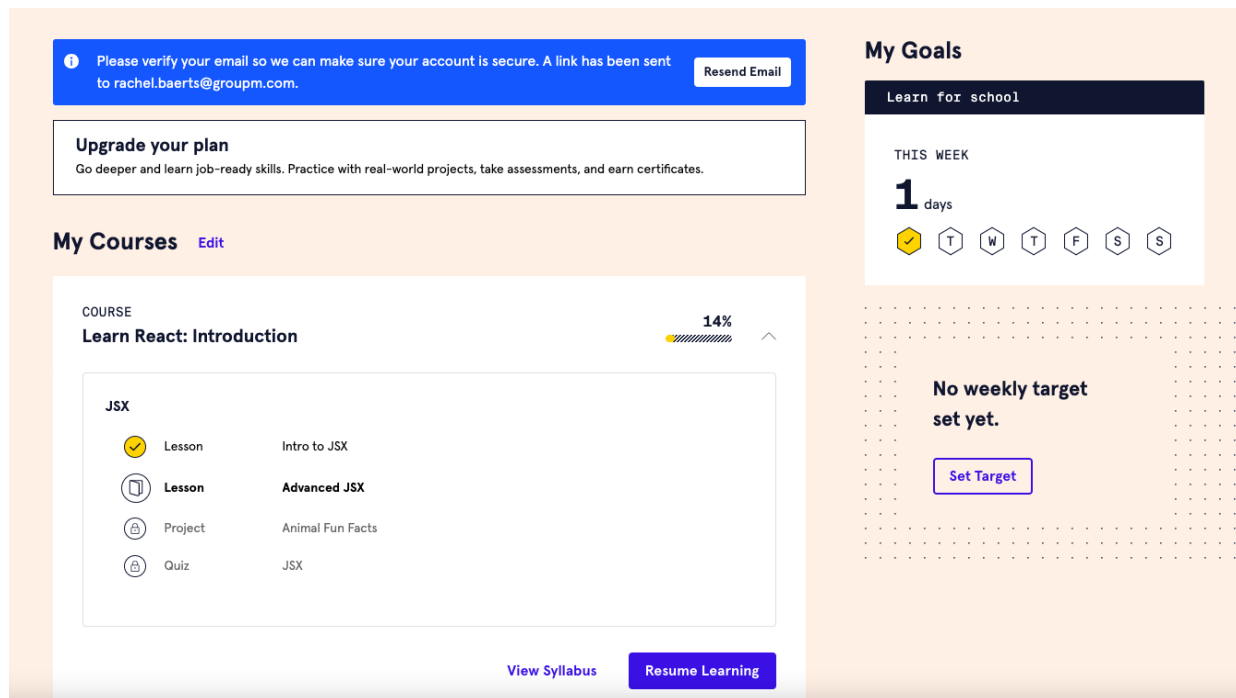 Please verify your email so we can make sure your account is secure. A link has been sent
to rachel.baerts@groupm.com.
Resend Email
Upgrade your plan
Go deeper and learn job-ready skills. Practice with real-world projects, take assessments, and earn certificates.
My Courses Edit
COURSE
Learn React: Introduction
14%
JSX
Lesson Intro to JSX
Lesson Advanced JSX
Project Animal Fun Facts
Quiz JSX
View Syllabus Resume Learning
My Goals
Learn for school
THIS WEEK
1 days
T W T F S S
No weekly target
set yet.
Set Target